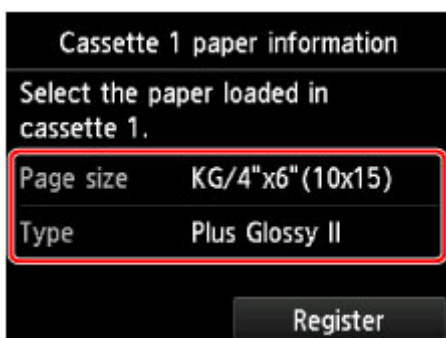 Cassette 1 paper information
Select the paper loaded in
cassette 1.
Page size KG/4"x6"(10x15)
Type Plus Glossy II
Register